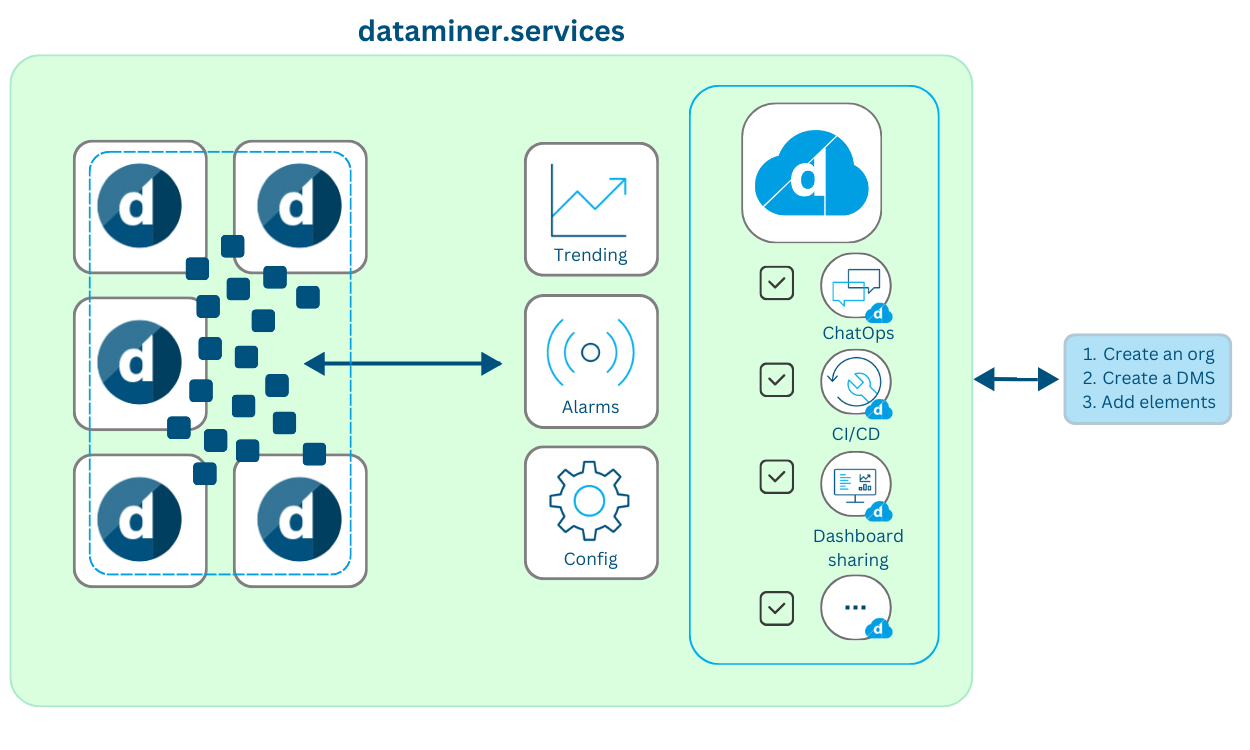 dataminer.services
d
d
d
d
d
Trending
Alarms
Config
d
ChatOps
d
CI/CD
d
Dashboard
sharing
d
...
d
1. Create an org
2. Create a DMS
3. Add elements